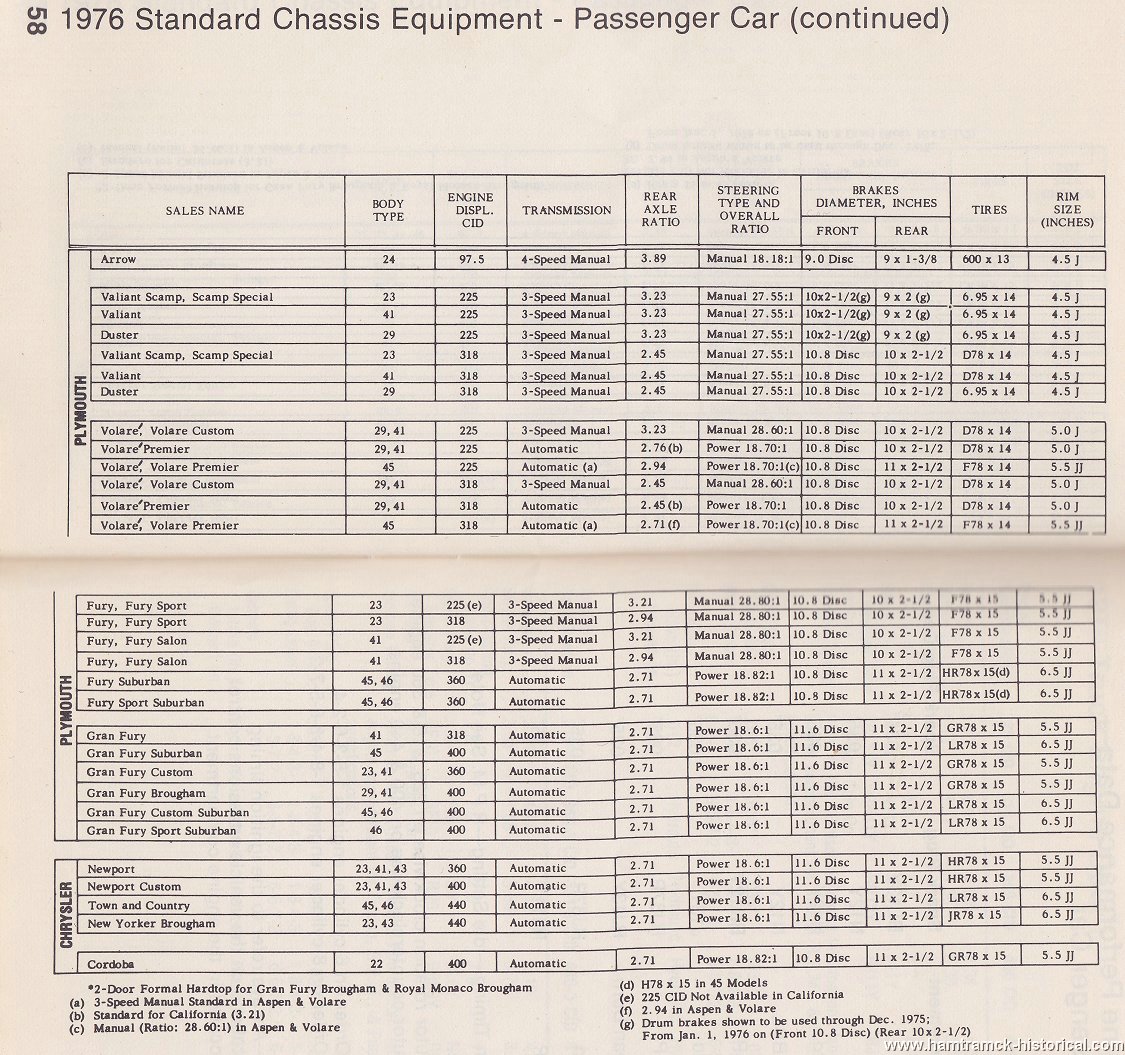 58 1976 Standard Chassis Equipment - Passenger Car (continued)
SALES NAME BODY TYPE ENGINE DISPL. CID TRANSMISSION REAR AXLE RATIO STEERING TYPE AND OVERALL RATIO BRAKES DIAMETER, INCHES FRONT REAR TIRES RIM SIZE (INCHES)
PLYMOUTH
Arrow 24 97.5 4-Speed Manual 3.89 Manual 18.18:1 9.0 Disc 9 x 1-3/8 600 x 13 4.5 J
Valiant Scamp, Scamp Special 23 225 3-Speed Manual 3.23 Manual 27.55:1 10x2-1/2(g) 9 x 2 (g) 6.95 x 14 4.5 J
Valiant 41 225 3-Speed Manual 3.23 Manual 27.55:1 10x2-1/2(g) 9 x 2 (g) 6.95 x 14 4.5 J
Duster 29 225 3-Speed Manual 3.23 Manual 27.55:1 10x2-1/2(g) 9 x 2 (g) 6.95 x 14 4.5 J
Valiant Scamp, Scamp Special 23 318 3-Speed Manual 2.45 Manual 27.55:1 10.8 Disc 10 x 2-1/2 D78 x 14 4.5 J
Valiant 41 318 3-Speed Manual 2.45 Manual 27.55:1 10.8 Disc 10 x 2-1/2 D78 x 14 4.5 J
Duster 29 318 3-Speed Manual 2.45 Manual 27.55:1 10.8 Disc 10 x 2-1/2 6.95 x 14 4.5 J
Volare', Volare Custom 29, 41 225 3-Speed Manual 3.23 Manual 28.60:1 10.8 Disc 10 x 2-1/2 D78 x 14 5.0 J
Volare' Premier 29, 41 225 Automatic 2.76(b) Power 18.70:1 10.8 Disc 10 x 2-1/2 D78 x 14 5.0 J
Volare', Volare Premier 45 225 Automatic (a) 2.94 Power 18.70:1(c) 10.8 Disc 11 x 2-1/2 F78 x 14 5.5 JJ
Volare', Volare Custom 29, 41 318 3-Speed Manual 2.45 Manual 28.60:1 10.8 Disc 10 x 2-1/2 D78 x 14 5.0 J
Volare' Premier 29, 41 318 Automatic 2.45(b) Power 18.70:1 10.8 Disc 10 x 2-1/2 D78 x 14 5.0 J
Volare', Volare Premier 45 318 Automatic (a) 2.71(f) Power 18.70:1(c) 10.8 Disc 11 x 2-1/2 F78 x 14 5.5 JJ
PLYMOUTH
Fury, Fury Sport 23 225(e) 3-Speed Manual 3.21 Manual 28.80:1 10.8 Disc 10 x 2-1/2 F78 x 15 5.5 JJ
Fury, Fury Sport 23 318 3-Speed Manual 2.94 Manual 28.80:1 10.8 Disc 10 x 2-1/2 F78 x 15 5.5 JJ
Fury, Fury Salon 41 225(e) 3-Speed Manual 3.21 Manual 28.80:1 10.8 Disc 10 x 2-1/2 F78 x 15 5.5 JJ
Fury, Fury Salon 41 318 3-Speed Manual 2.94 Manual 28.80:1 10.8 Disc 10 x 2-1/2 F78 x 15 5.5 JJ
Fury Suburban 45, 46 360 Automatic 2.71 Power 18.82:1 10.8 Disc 11 x 2-1/2 HR78 x 15(d) 6.5 JJ
Fury Sport Suburban 45, 46 360 Automatic 2.71 Power 18.82:1 10.8 Disc 11 x 2-1/2 HR78 x 15(d) 6.5 JJ
Gran Fury 41 318 Automatic 2.71 Power 18.6:1 11.6 Disc 11 x 2-1/2 GR78 x 15 5.5 JJ
Gran Fury Suburban 45 400 Automatic 2.71 Power 18.6:1 11.6 Disc 11 x 2-1/2 LR78 x 15 6.5 JJ
Gran Fury Custom 23, 41 360 Automatic 2.71 Power 18.6:1 11.6 Disc 11 x 2-1/2 GR78 x 15 5.5 JJ
Gran Fury Brougham 29, 41 400 Automatic 2.71 Power 18.6:1 11.6 Disc 11 x 2-1/2 GR78 x 15 5.5 JJ
Gran Fury Custom Suburban 45, 46 400 Automatic 2.71 Power 18.6:1 11.6 Disc 11 x 2-1/2 LR78 x 15 6.5 JJ
Gran Fury Sport Suburban 46 400 Automatic 2.71 Power 18.6:1 11.6 Disc 11 x 2-1/2 LR78 x 15 6.5 JJ
CHRYSLER
Newport 23, 41, 43 360 Automatic 2.71 Power 18.6:1 11.6 Disc 11 x 2-1/2 HR78 x 15 5.5 JJ
Newport Custom 23, 41, 43 400 Automatic 2.71 Power 18.6:1 11.6 Disc 11 x 2-1/2 HR78 x 15 5.5 JJ
Town and Country 45, 46 440 Automatic 2.71 Power 18.6:1 11.6 Disc 11 x 2-1/2 LR78 x 15 6.5 JJ
New Yorker Brougham 23, 43 440 Automatic 2.71 Power 18.6:1 11.6 Disc 11 x 2-1/2 JR78 x 15 6.5 JJ
Cordoba 22 400 Automatic 2.71 Power 18.82:1 10.8 Disc 11 x 2-1/2 GR78 x 15 5.5 JJ
*2-Door Formal Hardtop for Gran Fury Brougham & Royal Monaco Brougham
(a) 3-Speed Manual Standard in Aspen & Volare
(b) Standard for California (3.21)
(c) Manual (Ratio: 28.60:1) in Aspen & Volare
(d) H78 x 15 in 45 Models
(e) 225 CID Not Available in California
(f) 2.94 in Aspen & Volare
(g) Drum brakes shown to be used through Dec. 1975;
From Jan. 1, 1976 on (Front 10.8 Disc) (Rear 10x2-1/2)
www.hamtramck-historical.com